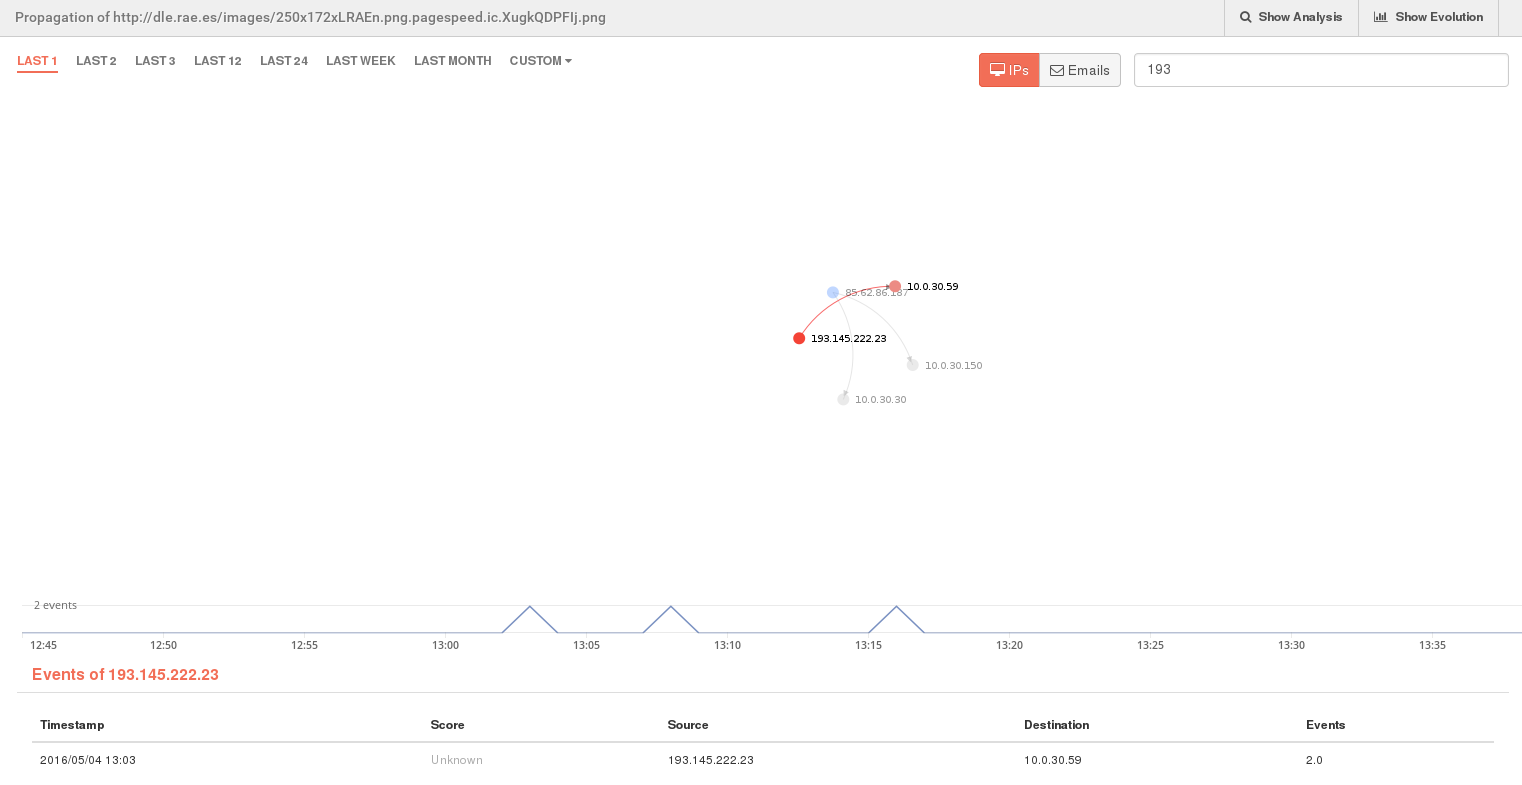 Propagation of http://dle.rae.es/images/250x172xLRAEn.png.pagespeed.ic.XugkQDPFIj.png Show Analysis Show Evolution
LAST 1 LAST 2 LAST 3 LAST 12 LAST 24 LAST WEEK LAST MONTH CUSTOM IPs Emails 193
10.0.30.59
85.62.86.187
193.145.222.23
10.0.30.150
10.0.30.30
2 events
12:45 12:50 12:55 13:00 13:05 13:10 13:15 13:20 13:25 13:30 13:35
Events of 193.145.222.23
Timestamp Score Source Destination Events
2016/05/04 13:03 Unknown 193.145.222.23 10.0.30.59 2.0